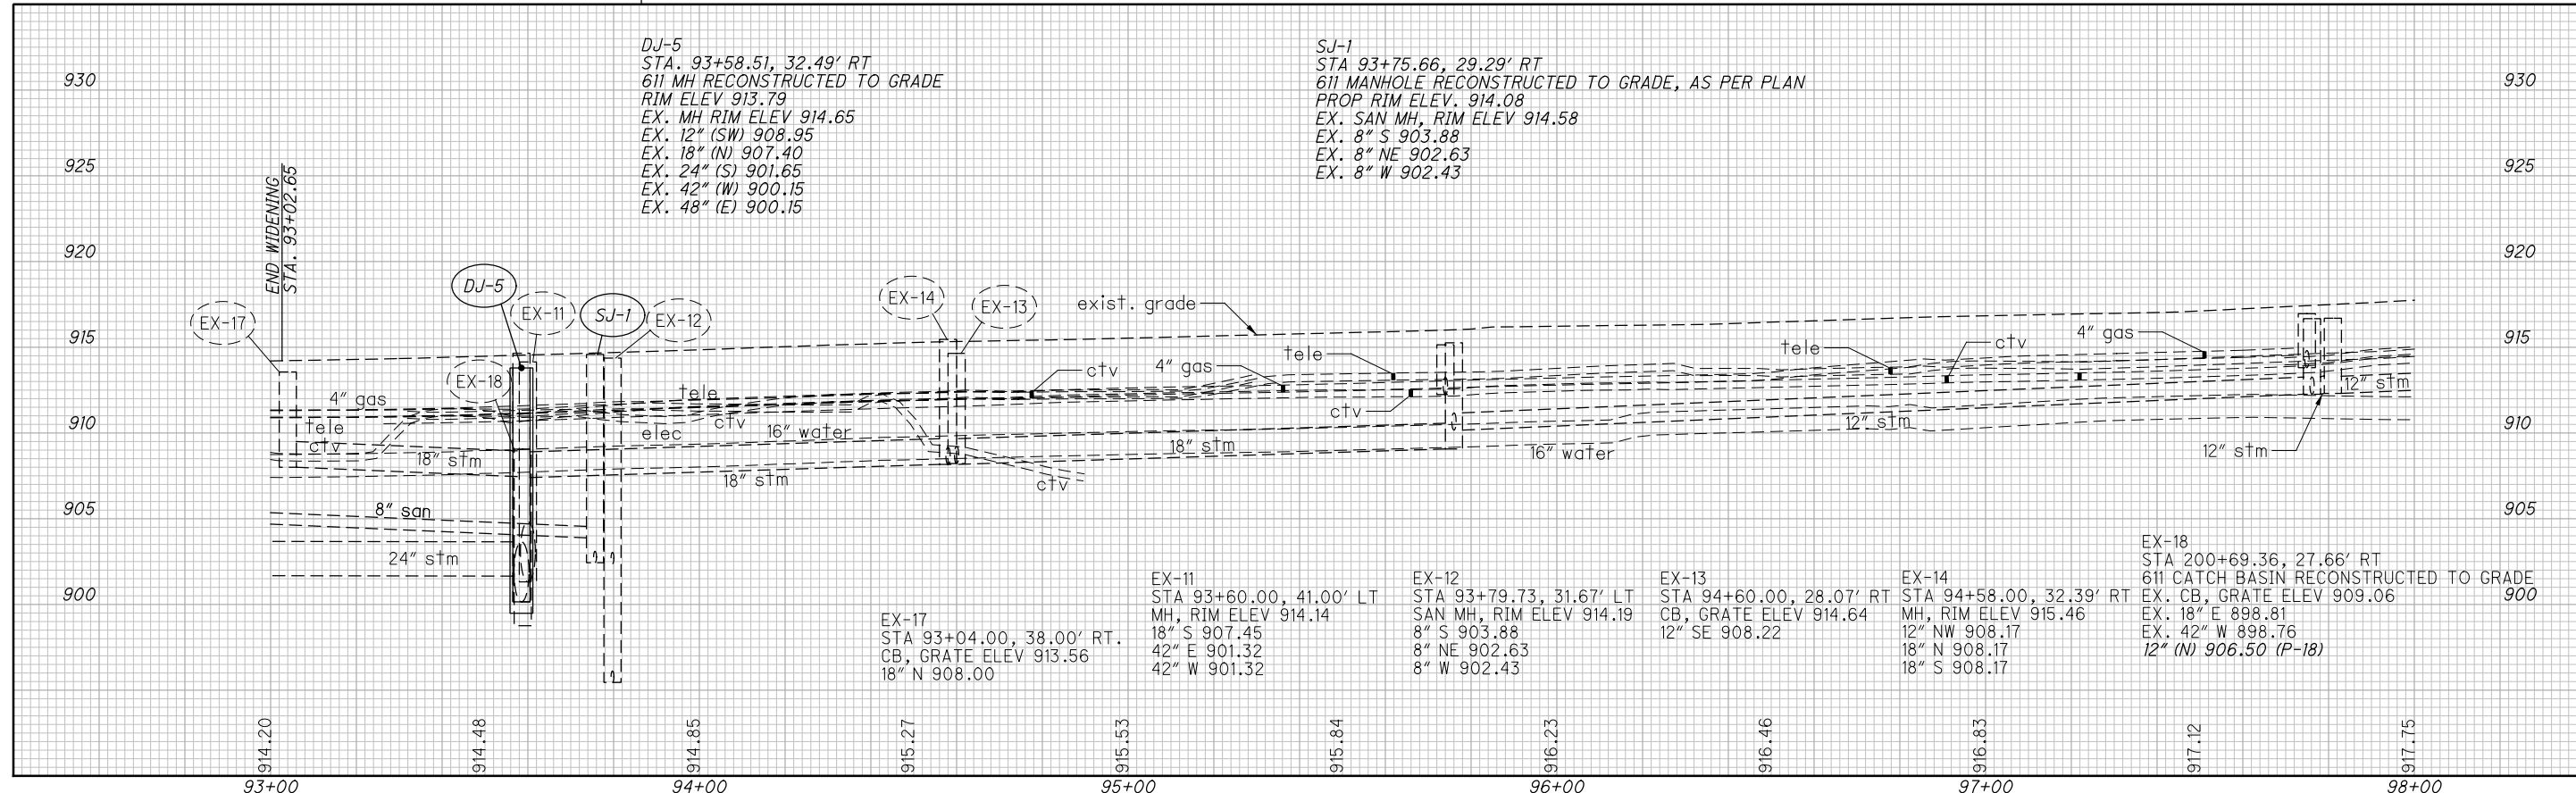 DJ-5
STA. 93+58.51, 32.49' RT
611 MH RECONSTRUCTED TO GRADE
RIM ELEV 913.79
EX. MH RIM ELEV 914.65
EX. 12" (SW) 908.95
EX. 18" (N) 907.40
EX. 24" (S) 901.65
EX. 42" (W) 900.15
EX. 48" (E) 900.15
SJ-1
STA 93+75.66, 29.29' RT
611 MANHOLE RECONSTRUCTED TO GRADE, AS PER PLAN
PROP RIM ELEV. 914.08
EX. SAN MH, RIM ELEV 914.58
EX. 8" S 903.88
EX. 8" NE 902.63
EX. 8" W 902.43
930
925
920
915
910
905
900
930
925
920
915
910
905
900
END WIDENING
STA. 93+02.65
EX-17
DJ-5
EX-11
SJ-1
EX-12
EX-18
EX-14
EX-13
exist. grade
4" gas
tele
ctv
18" stm
8" san
24" stm
tele
elec
ctv
16" water
18" stm
ctv
ctv
4" gas
tele
ctv
18" stm
16" water
tele
ctv
4" gas
12" stm
12" stm
12" stm
EX-17
STA 93+04.00, 38.00' RT.
CB, GRATE ELEV 913.56
18" N 908.00
EX-11
STA 93+60.00, 41.00' LT
MH, RIM ELEV 914.14
18" S 907.45
42" E 901.32
42" W 901.32
EX-12
STA 93+79.73, 31.67' LT
SAN MH, RIM ELEV 914.19
8" S 903.88
8" NE 902.63
8" W 902.43
EX-13
STA 94+60.00, 28.07' RT
CB, GRATE ELEV 914.64
12" SE 908.22
EX-14
STA 94+58.00, 32.39' RT
MH, RIM ELEV 915.46
12" NW 908.17
18" N 908.17
18" S 908.17
EX-18
STA 200+69.36, 27.66' RT
611 CATCH BASIN RECONSTRUCTED TO GRADE
EX. CB, GRATE ELEV 909.06
EX. 18" E 898.81
EX. 42" W 898.76
12" (N) 906.50 (P-18)
914.20
914.48
914.85
915.27
915.53
915.84
916.23
916.46
916.83
917.12
917.75
93+00
94+00
95+00
96+00
97+00
98+00